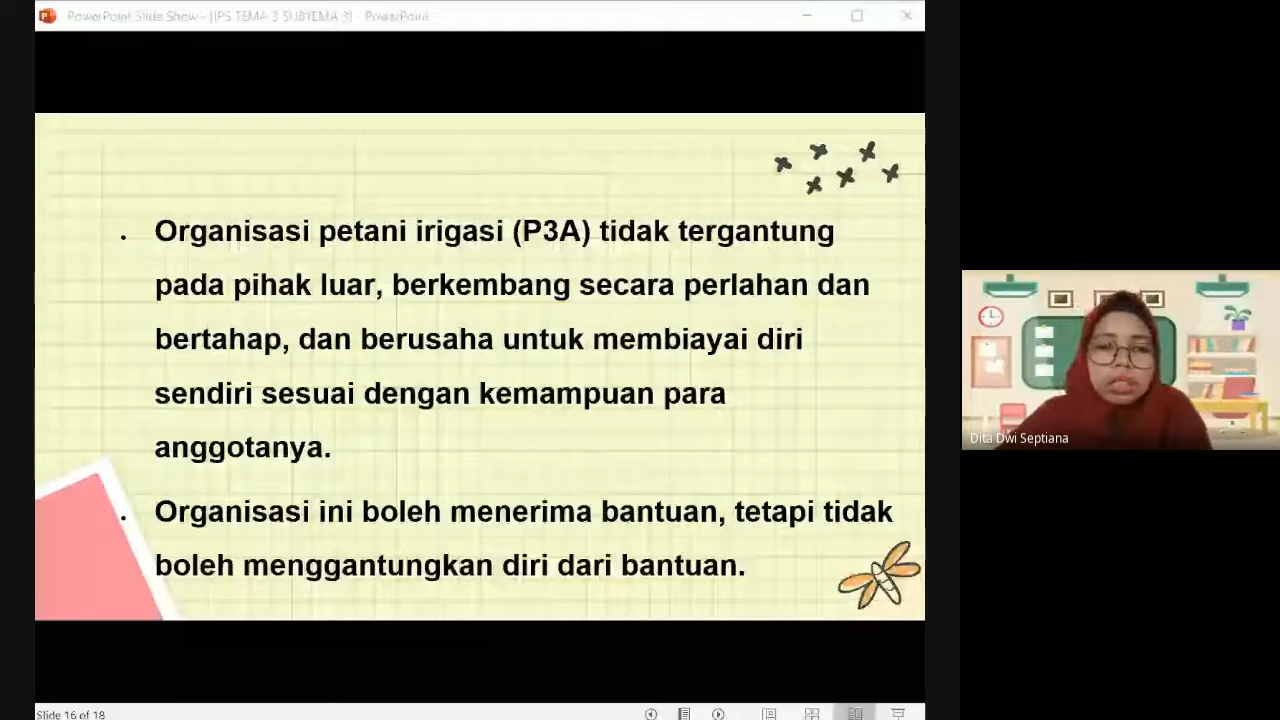 PowerPoint Slide Show - [IPS TEMA 3 SUBTEMA 3] - PowerPoint
. Organisasi petani irigasi (P3A) tidak tergantung
pada pihak luar, berkembang secara perlahan dan
bertahap, dan berusaha untuk membiayai diri
sendiri sesuai dengan kemampuan para
anggotanya.
. Organisasi ini boleh menerima bantuan, tetapi tidak
boleh menggantungkan diri dari bantuan.
Dita Dwi Septiana
Slide 16 of 18